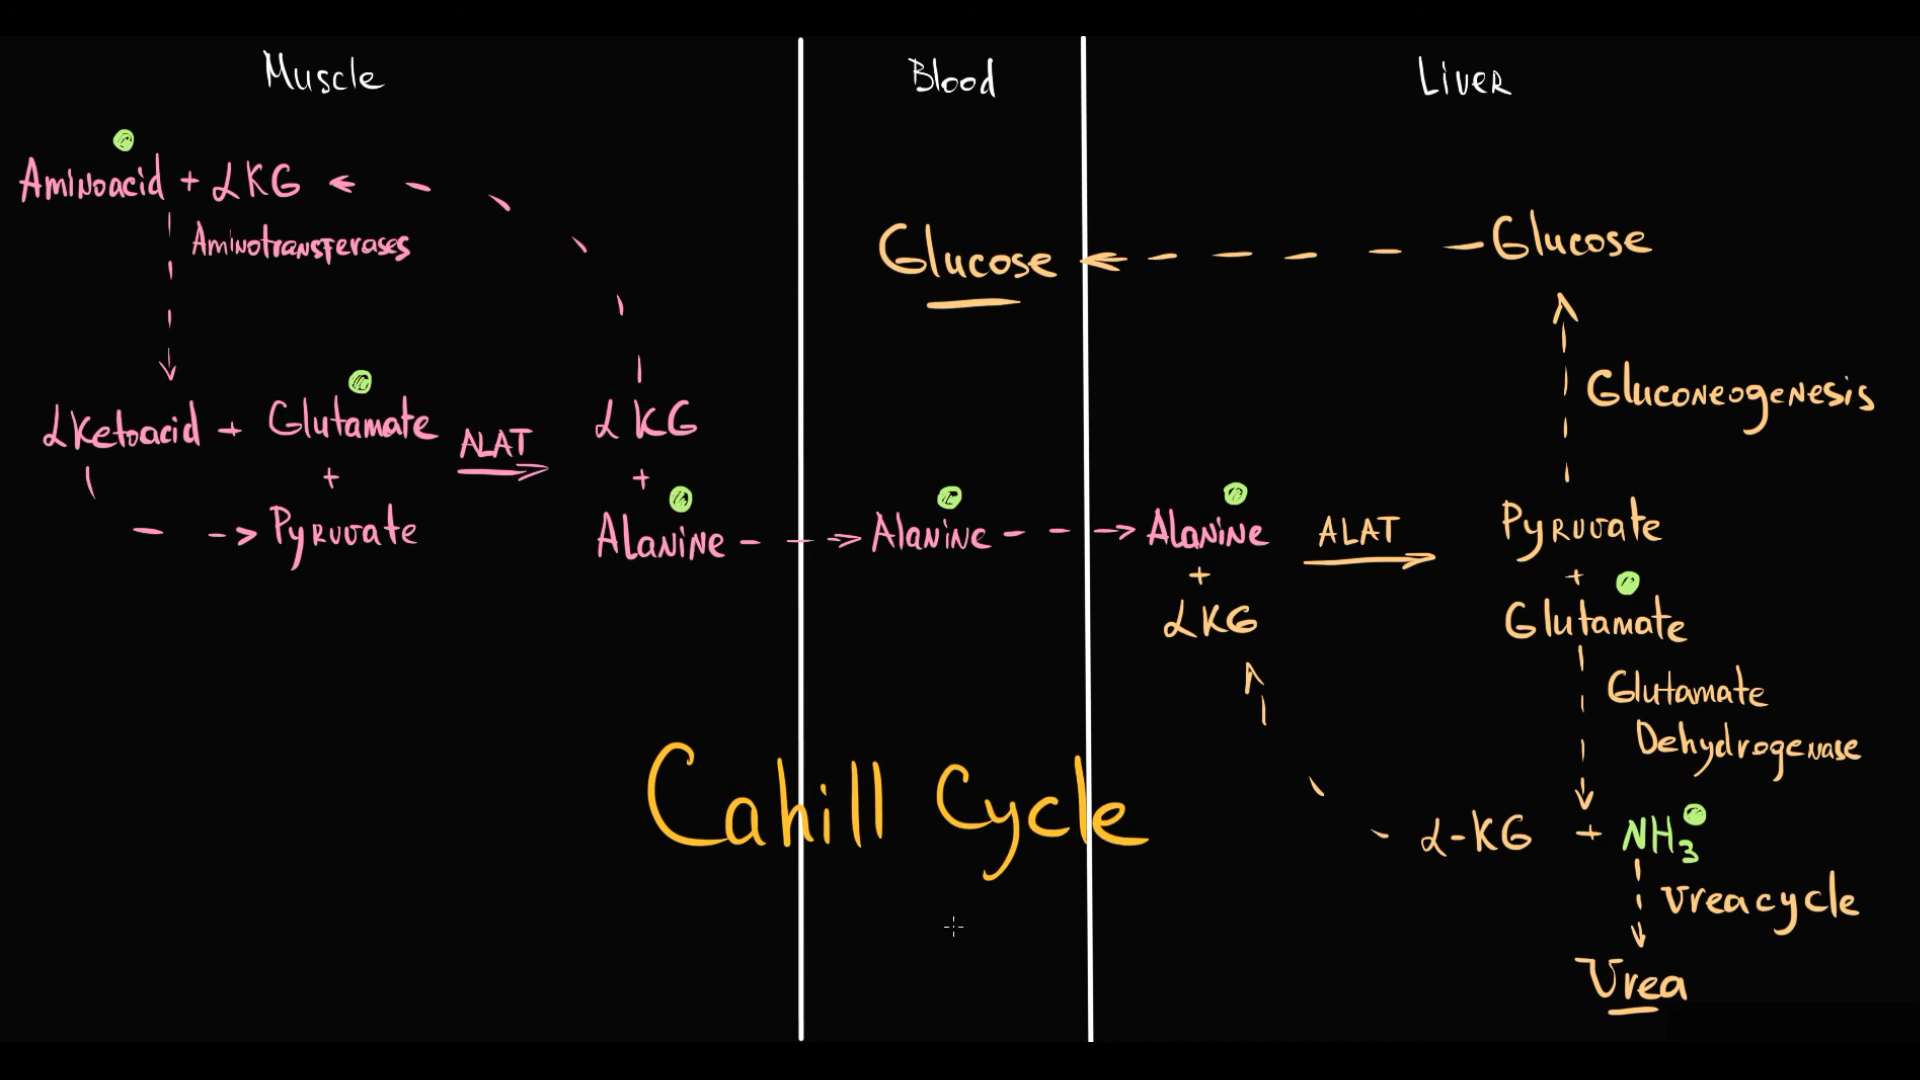 Muscle
Blood
Liver
Aminoacid + αKG
Aminotransferases
αKetoacid + Glutamate
+
Pyruvate
ALAT
αKG
+
Alanine
Glucose
Alanine
Glucose
Gluconeogenesis
Alanine
+
αKG
ALAT
Pyruvate
+
Glutamate
Glutamate
Dehydrogenase
α-KG + NH3
Ureacycle
Urea
Cahill Cycle